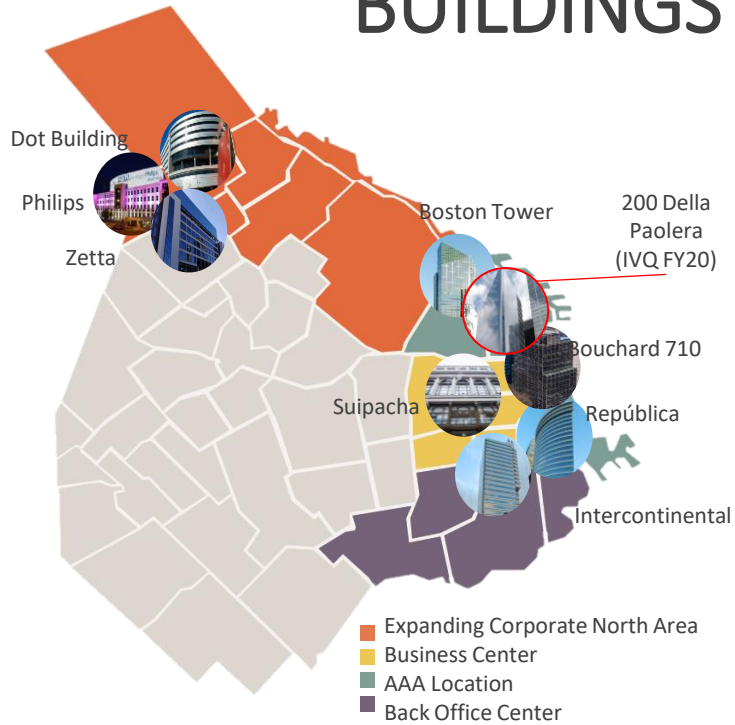 BUILDINGS
Dot Building
Philips
Zetta
Boston Tower
200 Della
Paolera
(IVQ FY20)
Bouchard 710
Suipacha
República
Intercontinental
Expanding Corporate North Area
Business Center
AAA Location
Back Office Center